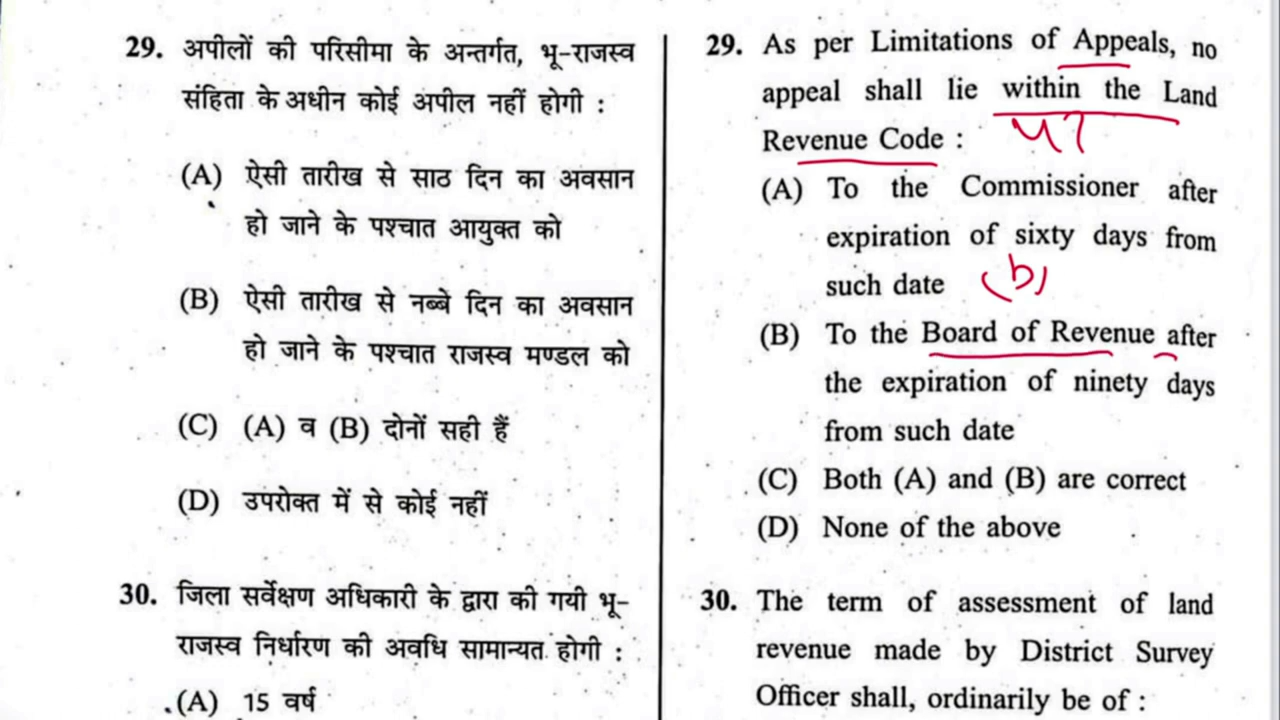 29. अपीलों की परिसीमा के अन्तर्गत, भू-राजस्व
संहिता के अधीन कोई अपील नहीं होगी :
(A) ऐसी तारीख से साठ दिन का अवसान
हो जाने के पश्चात आयुक्त को
(B) ऐसी तारीख से नब्बे दिन का अवसान
हो जाने के पश्चात राजस्व मण्डल को
(C) (A) व (B) दोनों सही हैं
(D) उपरोक्त में से कोई नहीं
30. जिला सर्वेक्षण अधिकारी के द्वारा की गयी भू-
राजस्व निर्धारण की अवधि सामान्यत होगी :
(A) 15 वर्ष
29. As per Limitations of Appeals, no
appeal shall lie within the Land
Revenue Code :
47
(A) To the Commissioner after
expiration of sixty days from
such date (b)
(B) To the Board of Revenue after
the expiration of ninety days
from such date
(C) Both (A) and (B) are correct
(D) None of the above
30. The term of assessment of land
revenue made by District Survey
Officer shall, ordinarily be of :